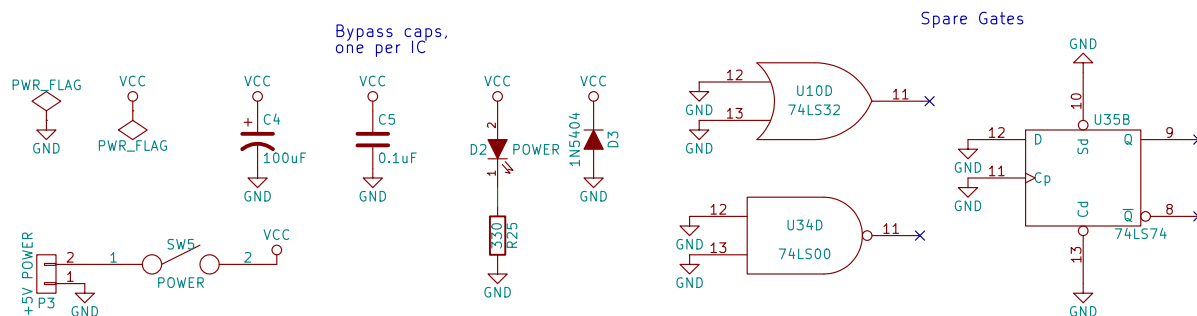 Bypass caps,
one per IC
Spare Gates
PWR_FLAG
GND
VCC
PWR_FLAG
VCC
+
C4
100uF
GND
VCC
C5
0.1uF
GND
VCC
2
D2
POWER
1
330
R25
GND
VCC
1N5404
D3
GND
+5V POWER
P3
2
1
GND
1
SW5
POWER
2
VCC
12
GND
13
GND
U10D
74LS32
11
12
GND
13
GND
U34D
74LS00
11
GND
10
U35B
12
GND
11
GND
D
Cp
Sd
Cd
Q
Q
9
8
74LS74
13
GND